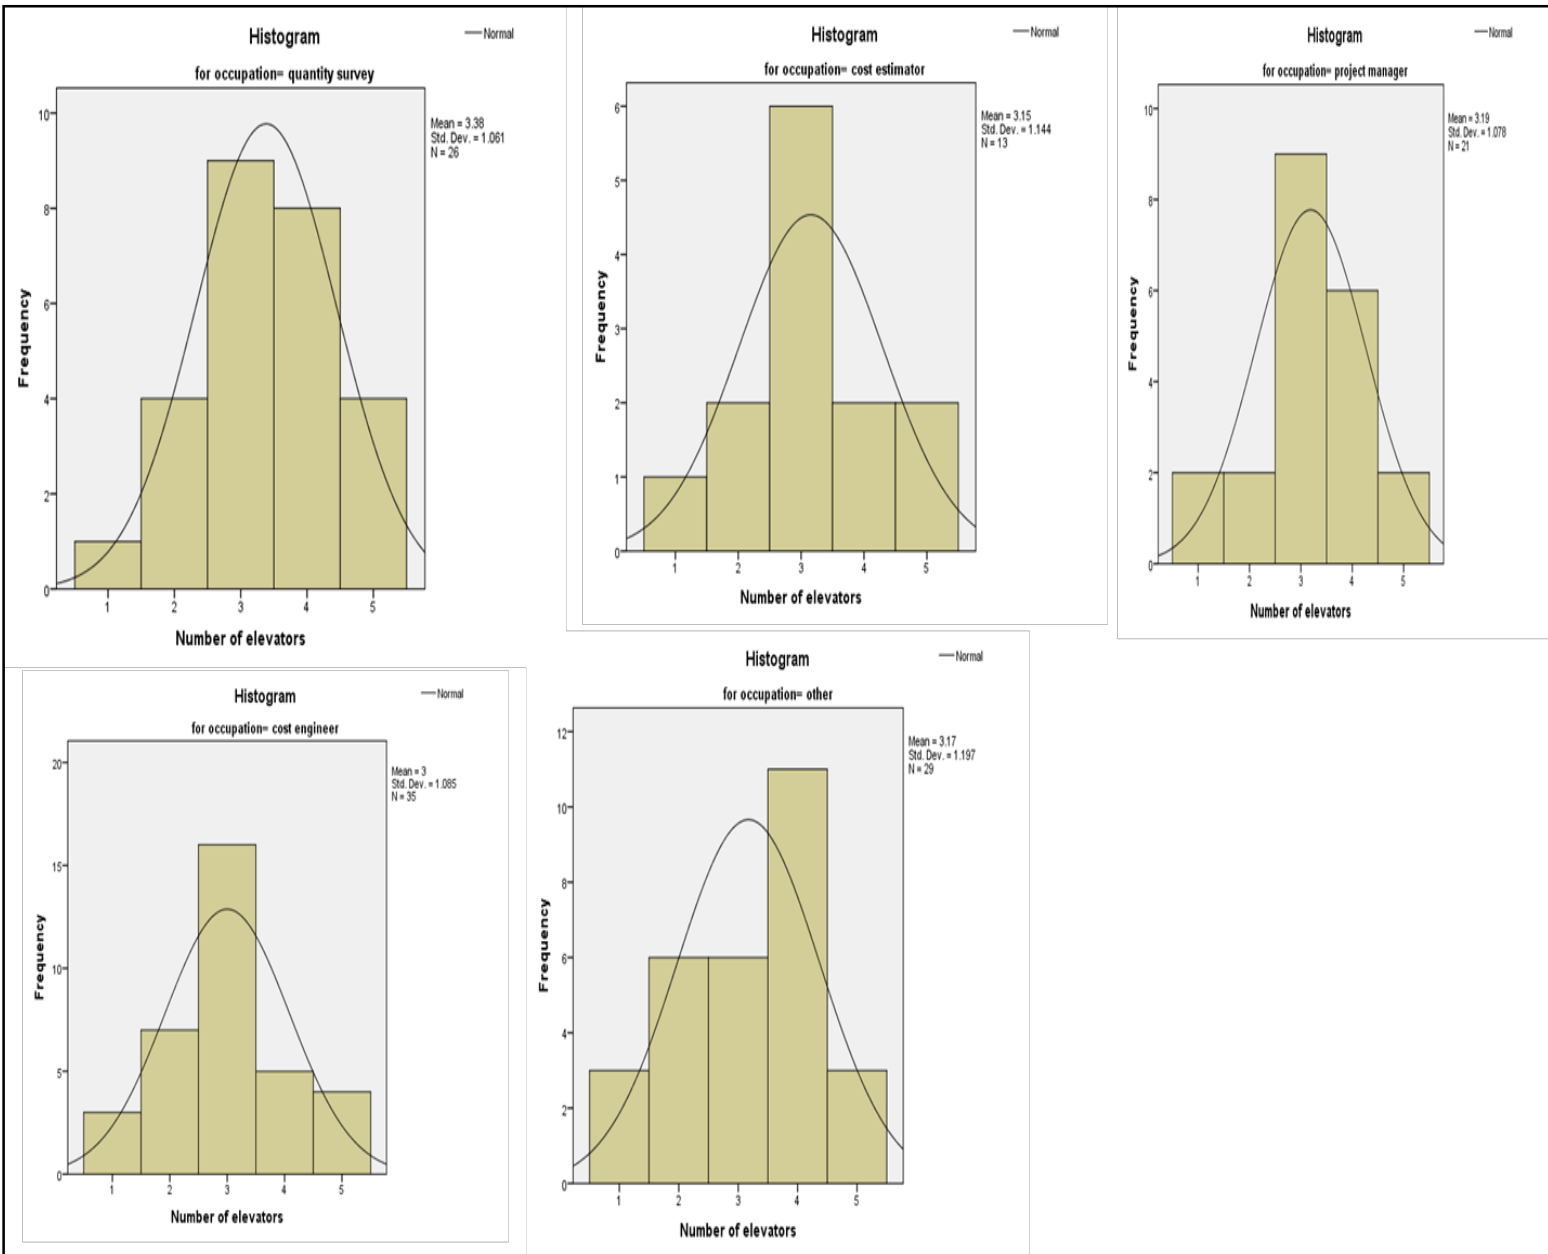 Histogram
Normal
for occupation= quantity survey
Mean = 3.38
Std. Dev. = 1.061
N = 26
10
8
6
4
2
0
Frequency
1 2 3 4 5
Number of elevators
Histogram
Normal
for occupation= cost estimator
Mean = 3.15
Std. Dev. = 1.144
N = 13
6
5
4
3
2
1
0
Frequency
1 2 3 4 5
Number of elevators
Histogram
Normal
for occupation= project manager
Mean = 3.19
Std. Dev. = 1.078
N = 21
10
8
6
4
2
0
Frequency
1 2 3 4 5
Number of elevators
Histogram
Normal
for occupation= cost engineer
Mean = 3
Std. Dev. = 1.085
N = 35
20
15
10
5
0
Frequency
1 2 3 4 5
Number of elevators
Histogram
Normal
for occupation= other
Mean = 3.17
Std. Dev. = 1.197
N = 29
12
10
8
6
4
2
0
Frequency
1 2 3 4 5
Number of elevators